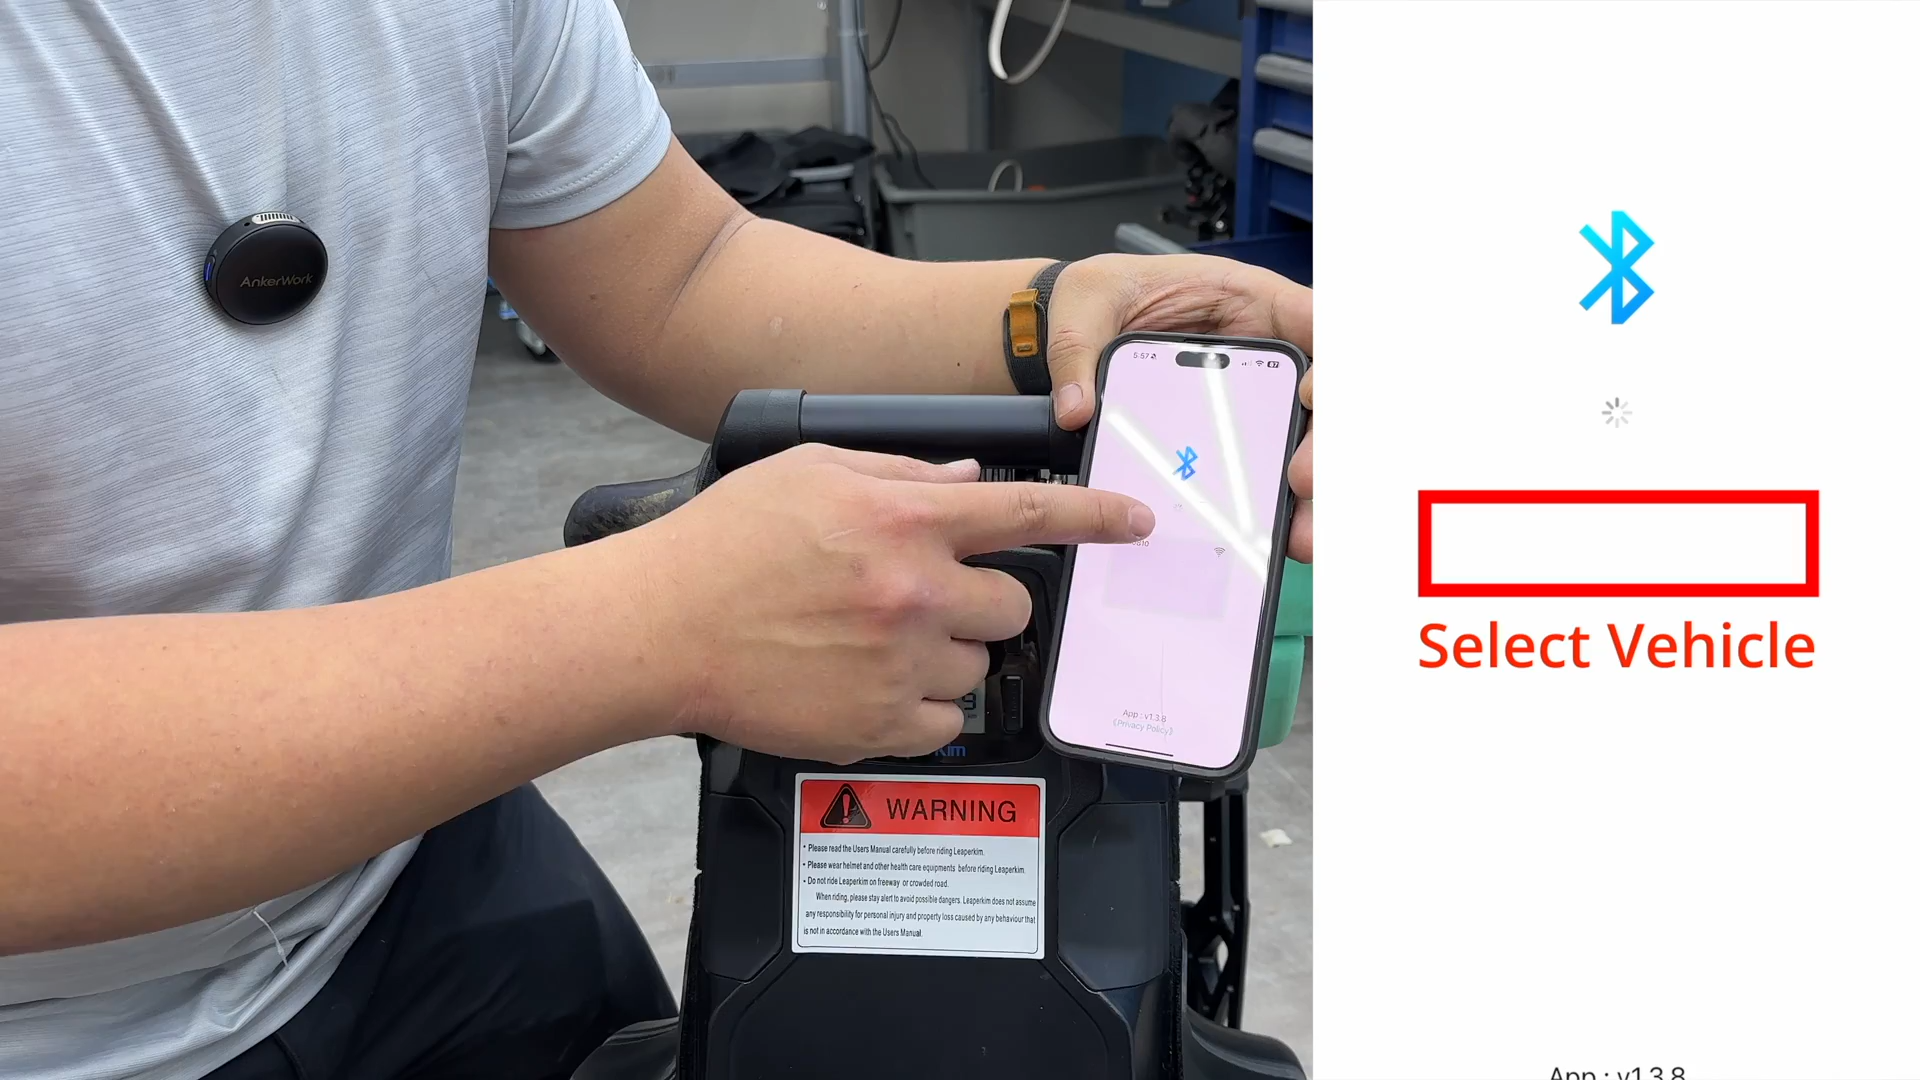 AnkerWork
5:57
87
App : v1.3.8
《Privacy Policy》
WARNING
• Please read the Users Manual carefully before riding Leaperkim.
• Please wear helmet and other health care equipments before riding Leaperkim.
• Do not ride Leaperkim on freeway or crowded road.
When riding, please stay alert to avoid possible dangers. Leaperkim does not assume
any responsibility for personal injury and property loss caused by any behaviour that
is not in accordance with the Users Manual.
Select Vehicle
App : v1.3.8